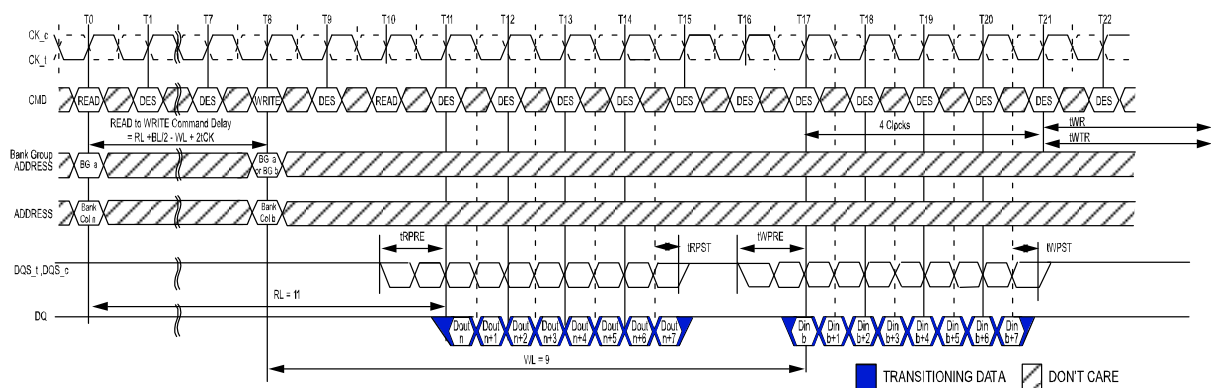 T0 T1 T7 T8 T9 T10 T11 T12 T13 T14 T15 T16 T17 T18 T19 T20 T21 T22
CK_c
CK_t
CMD READ DES DES WRITE DES READ DES DES DES DES DES DES DES DES DES DES DES DES
READ to WRITE Command Delay
= RL +BL/2 - WL + 2tCK
4 Clocks
tWR
tWTR
Bank Group
ADDRESS
BG a
BG a
or BG b
ADDRESS
Bank
Col n
Bank
Col b
tRPRE tRPST tWPRE tWPST
DQS_t ,DQS_c
RL = 11
DQ
Dout Dout Dout Dout Dout Dout Dout Dout
n n+1 n+2 n+3 n+4 n+5 n+6 n+7
Din Din Din Din Din Din Din Din
b b+1 b+2 b+3 b+4 b+5 b+6 b+7
WL = 9
TRANSITIONING DATA DON'T CARE